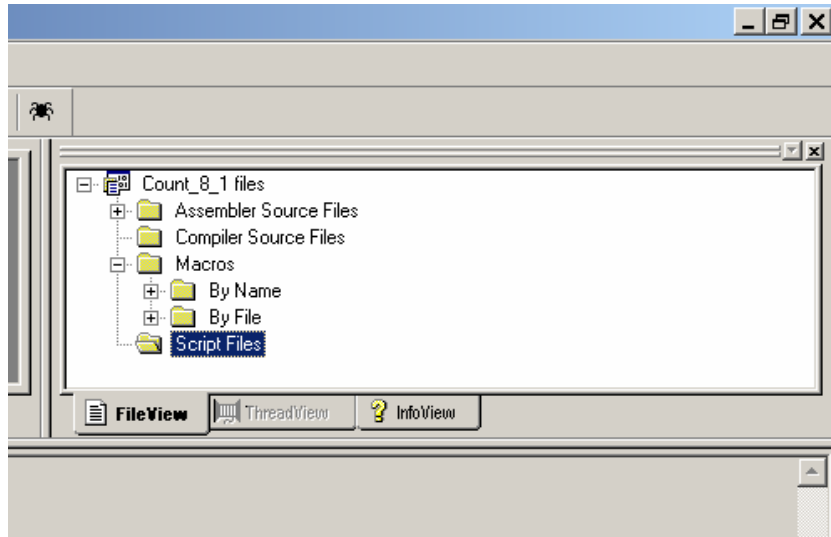 Count_8_1 files
Assembler Source Files
Compiler Source Files
Macros
By Name
By File
Script Files
FileView ThreadView InfoView